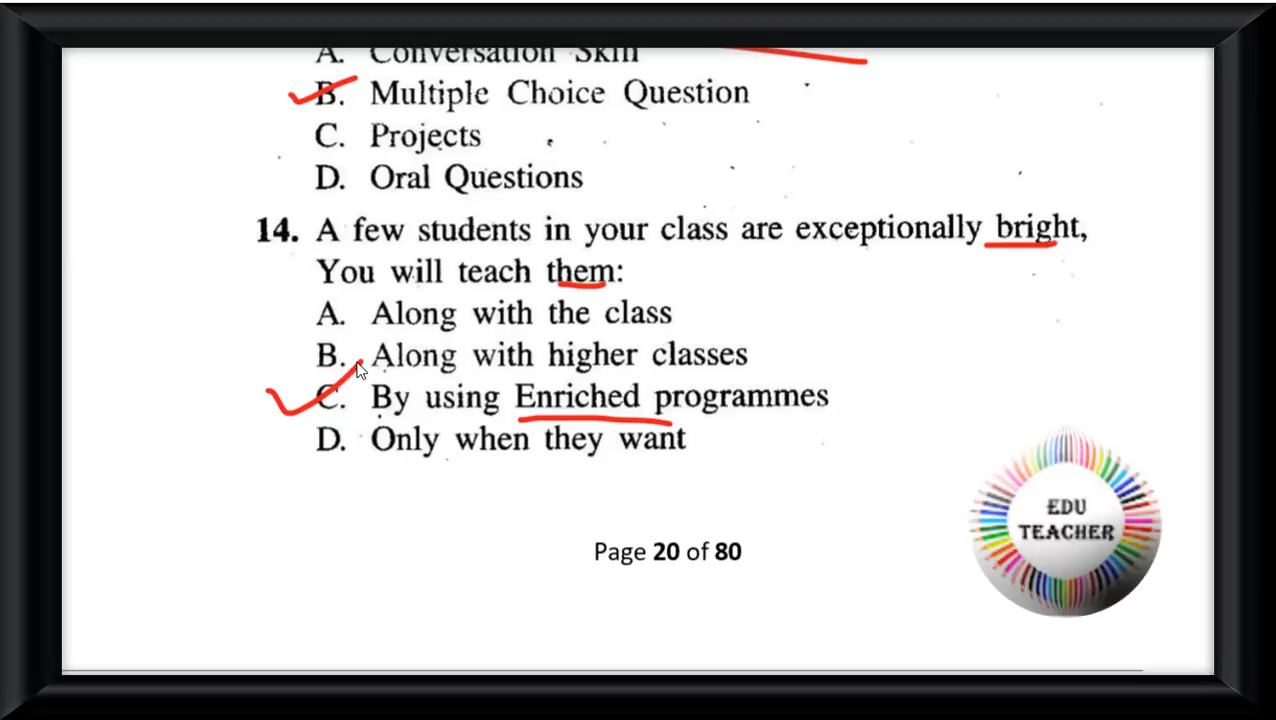 A. Conversation Skill
B. Multiple Choice Question
C. Projects
D. Oral Questions
14. A few students in your class are exceptionally bright,
You will teach them:
A. Along with the class
B. Along with higher classes
C. By using Enriched programmes
D. Only when they want
EDU
TEACHER
Page 20 of 80